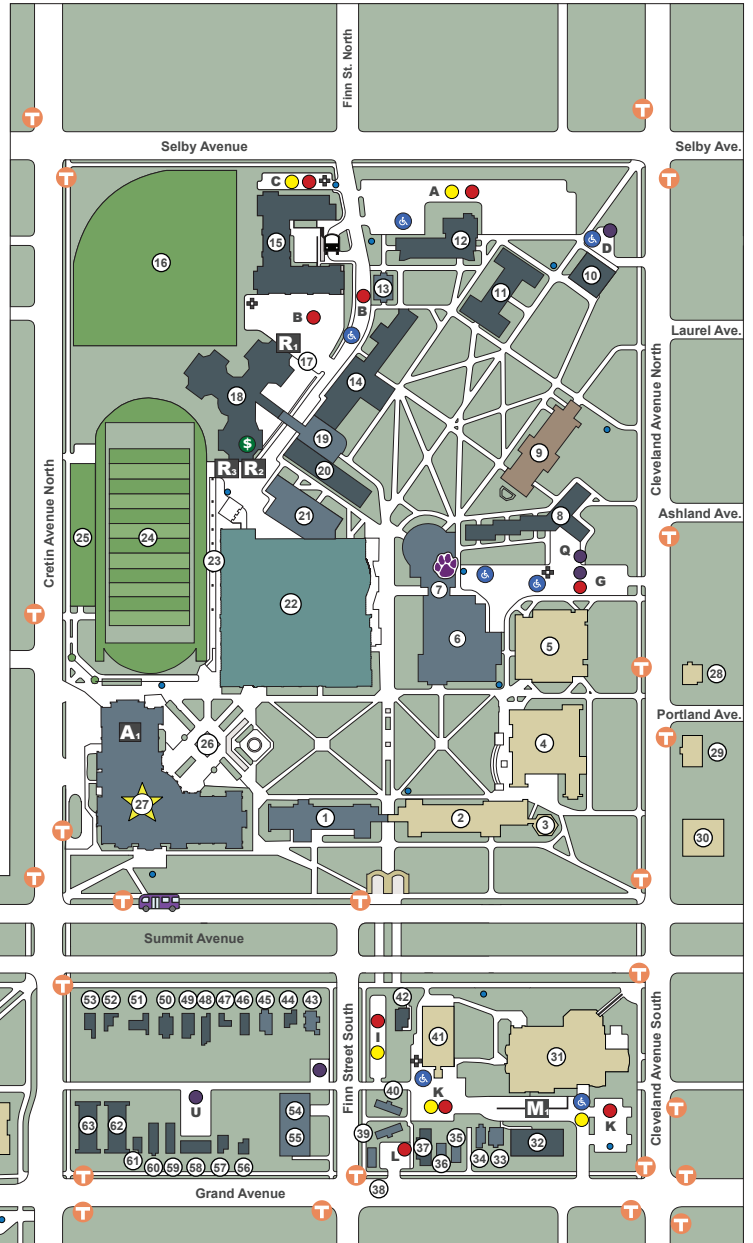 Finn St. North
T
T
Selby Avenue
Selby Ave.
T
C
A
T
15
12
D
16
10
13
11
B
B
Laurel Ave.
R1
17
14
18
Cleveland Avenue North
19
9
$
20
R3 R2
Cretin Avenue North
25
24
21
8
Ashland Ave.
T
23
Q
G
7
22
T
6
5
T
28
Portland Ave.
A1
26
4
T
29
27
1
2
3
T
30
T
T
T
T
Summit Avenue
T
T
53
52
51
50
49
48
47
46
45
44
43
42
I
41
31
Finn Street South
Cleveland Avenue South
40
K
M
U
54
63
62
K
T
39
55
61
60
59
58
57
56
L
37
36
35
34
33
32
T
T
T
T
38
Grand Avenue
T
T
T
T